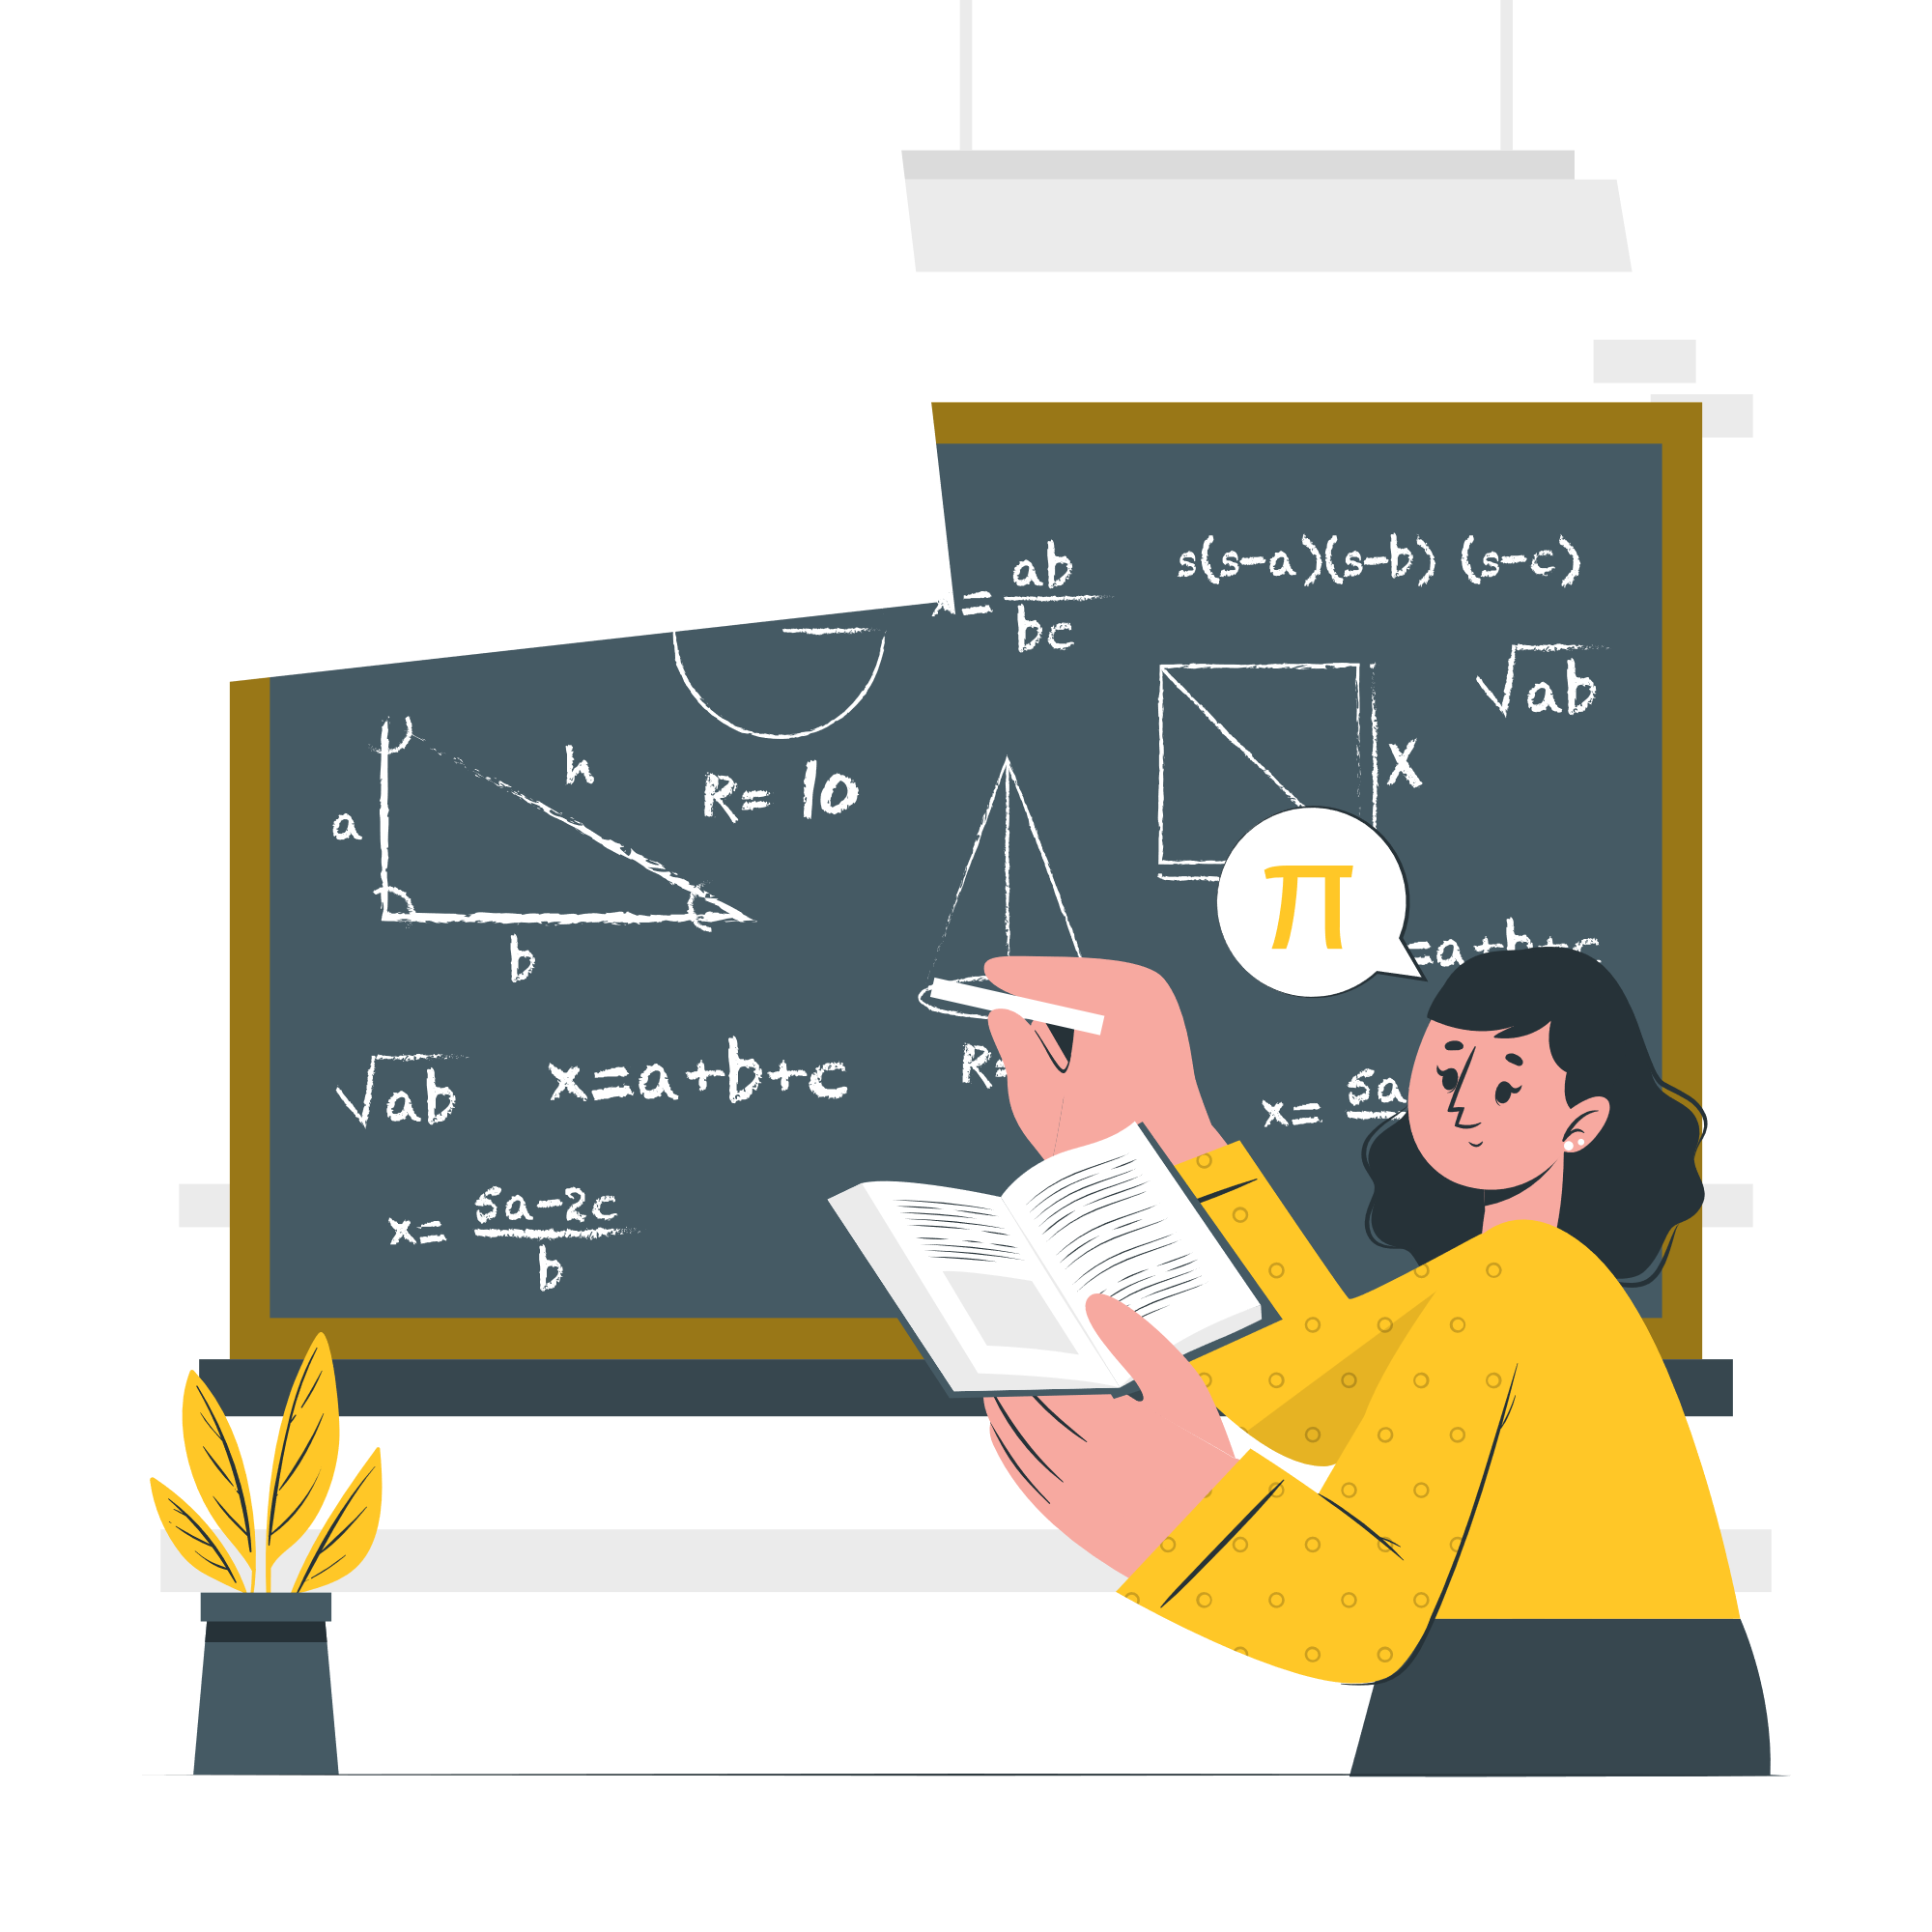 = ab / bc
s(s-a)(s-b) (s-c)
√ab
h
R= 10
x
a
π
b
=a+b+c
√ab
x=a+b+c
R=
x= 5a
x= 5a-2c / b